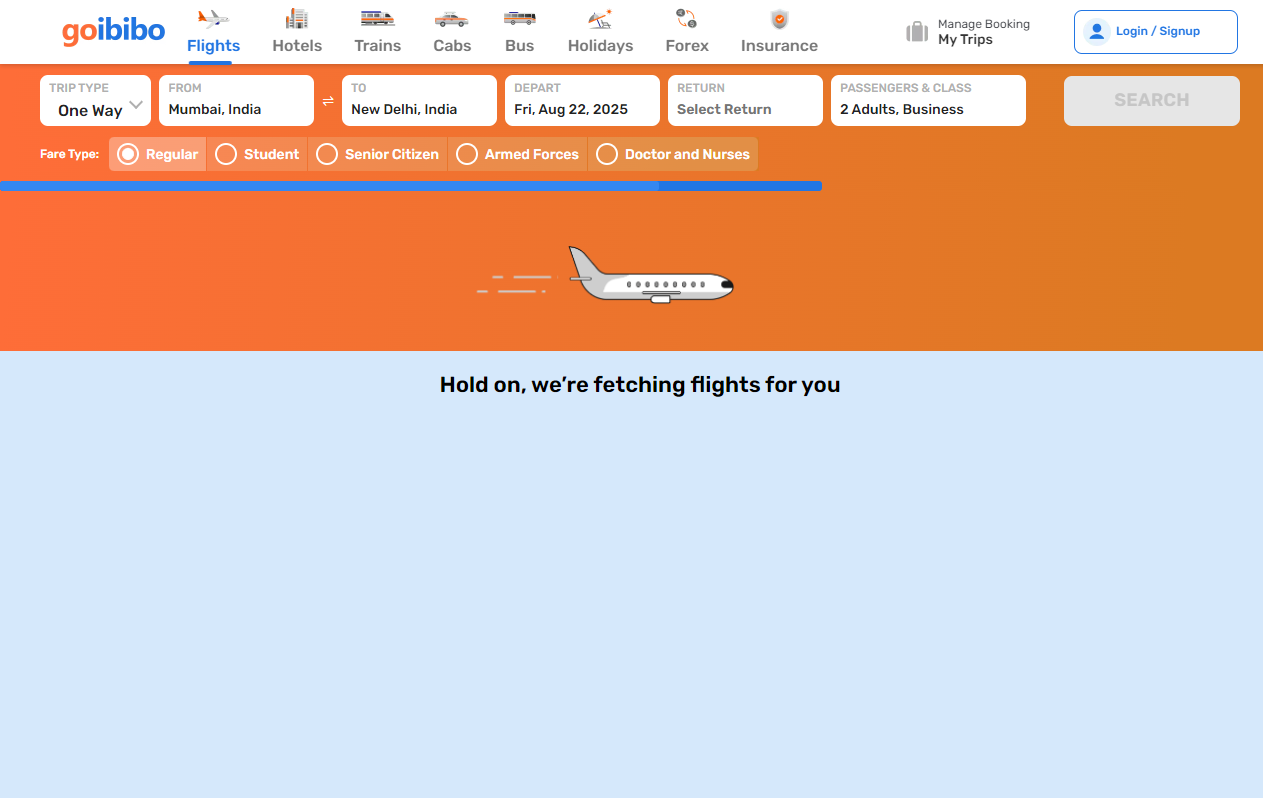 goibibo
Flights
Hotels
Trains
Cabs
Bus
Holidays
Forex
Insurance
Manage Booking
My Trips
Login / Signup
TRIP TYPE
One Way
FROM
Mumbai, India
TO
New Delhi, India
DEPART
Fri, Aug 22, 2025
RETURN
Select Return
PASSENGERS & CLASS
2 Adults, Business
SEARCH
Fare Type:
Regular
Student
Senior Citizen
Armed Forces
Doctor and Nurses
Hold on, we’re fetching flights for you